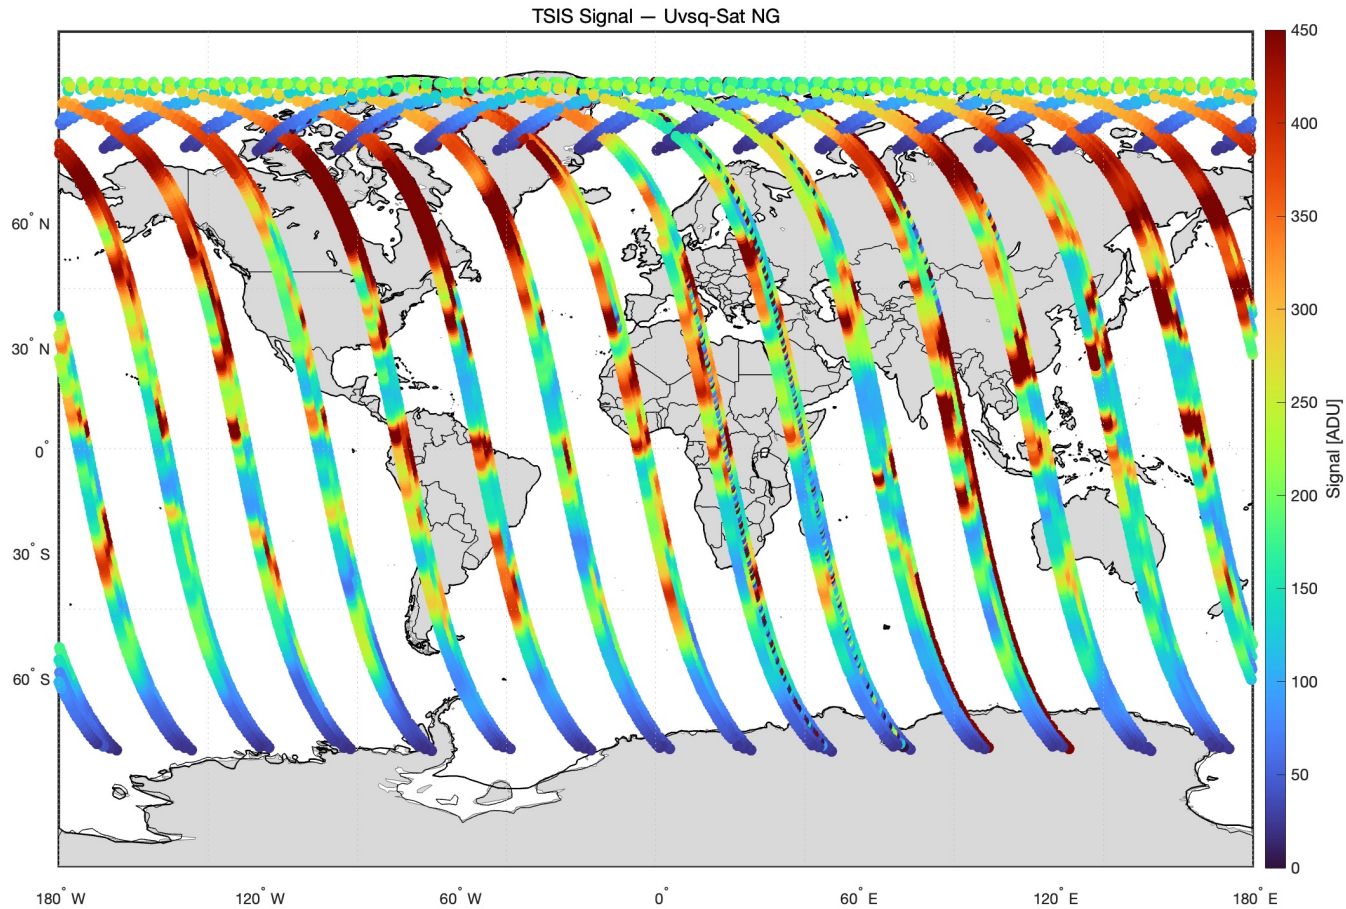 TSIS Signal — Uvsq-Sat NG
450
400
350
300
250
200
150
100
50
0
Signal [ADU]
60° N
30° N
0°
30° S
60° S
180° W
120° W
60° W
0°
60° E
120° E
180° E